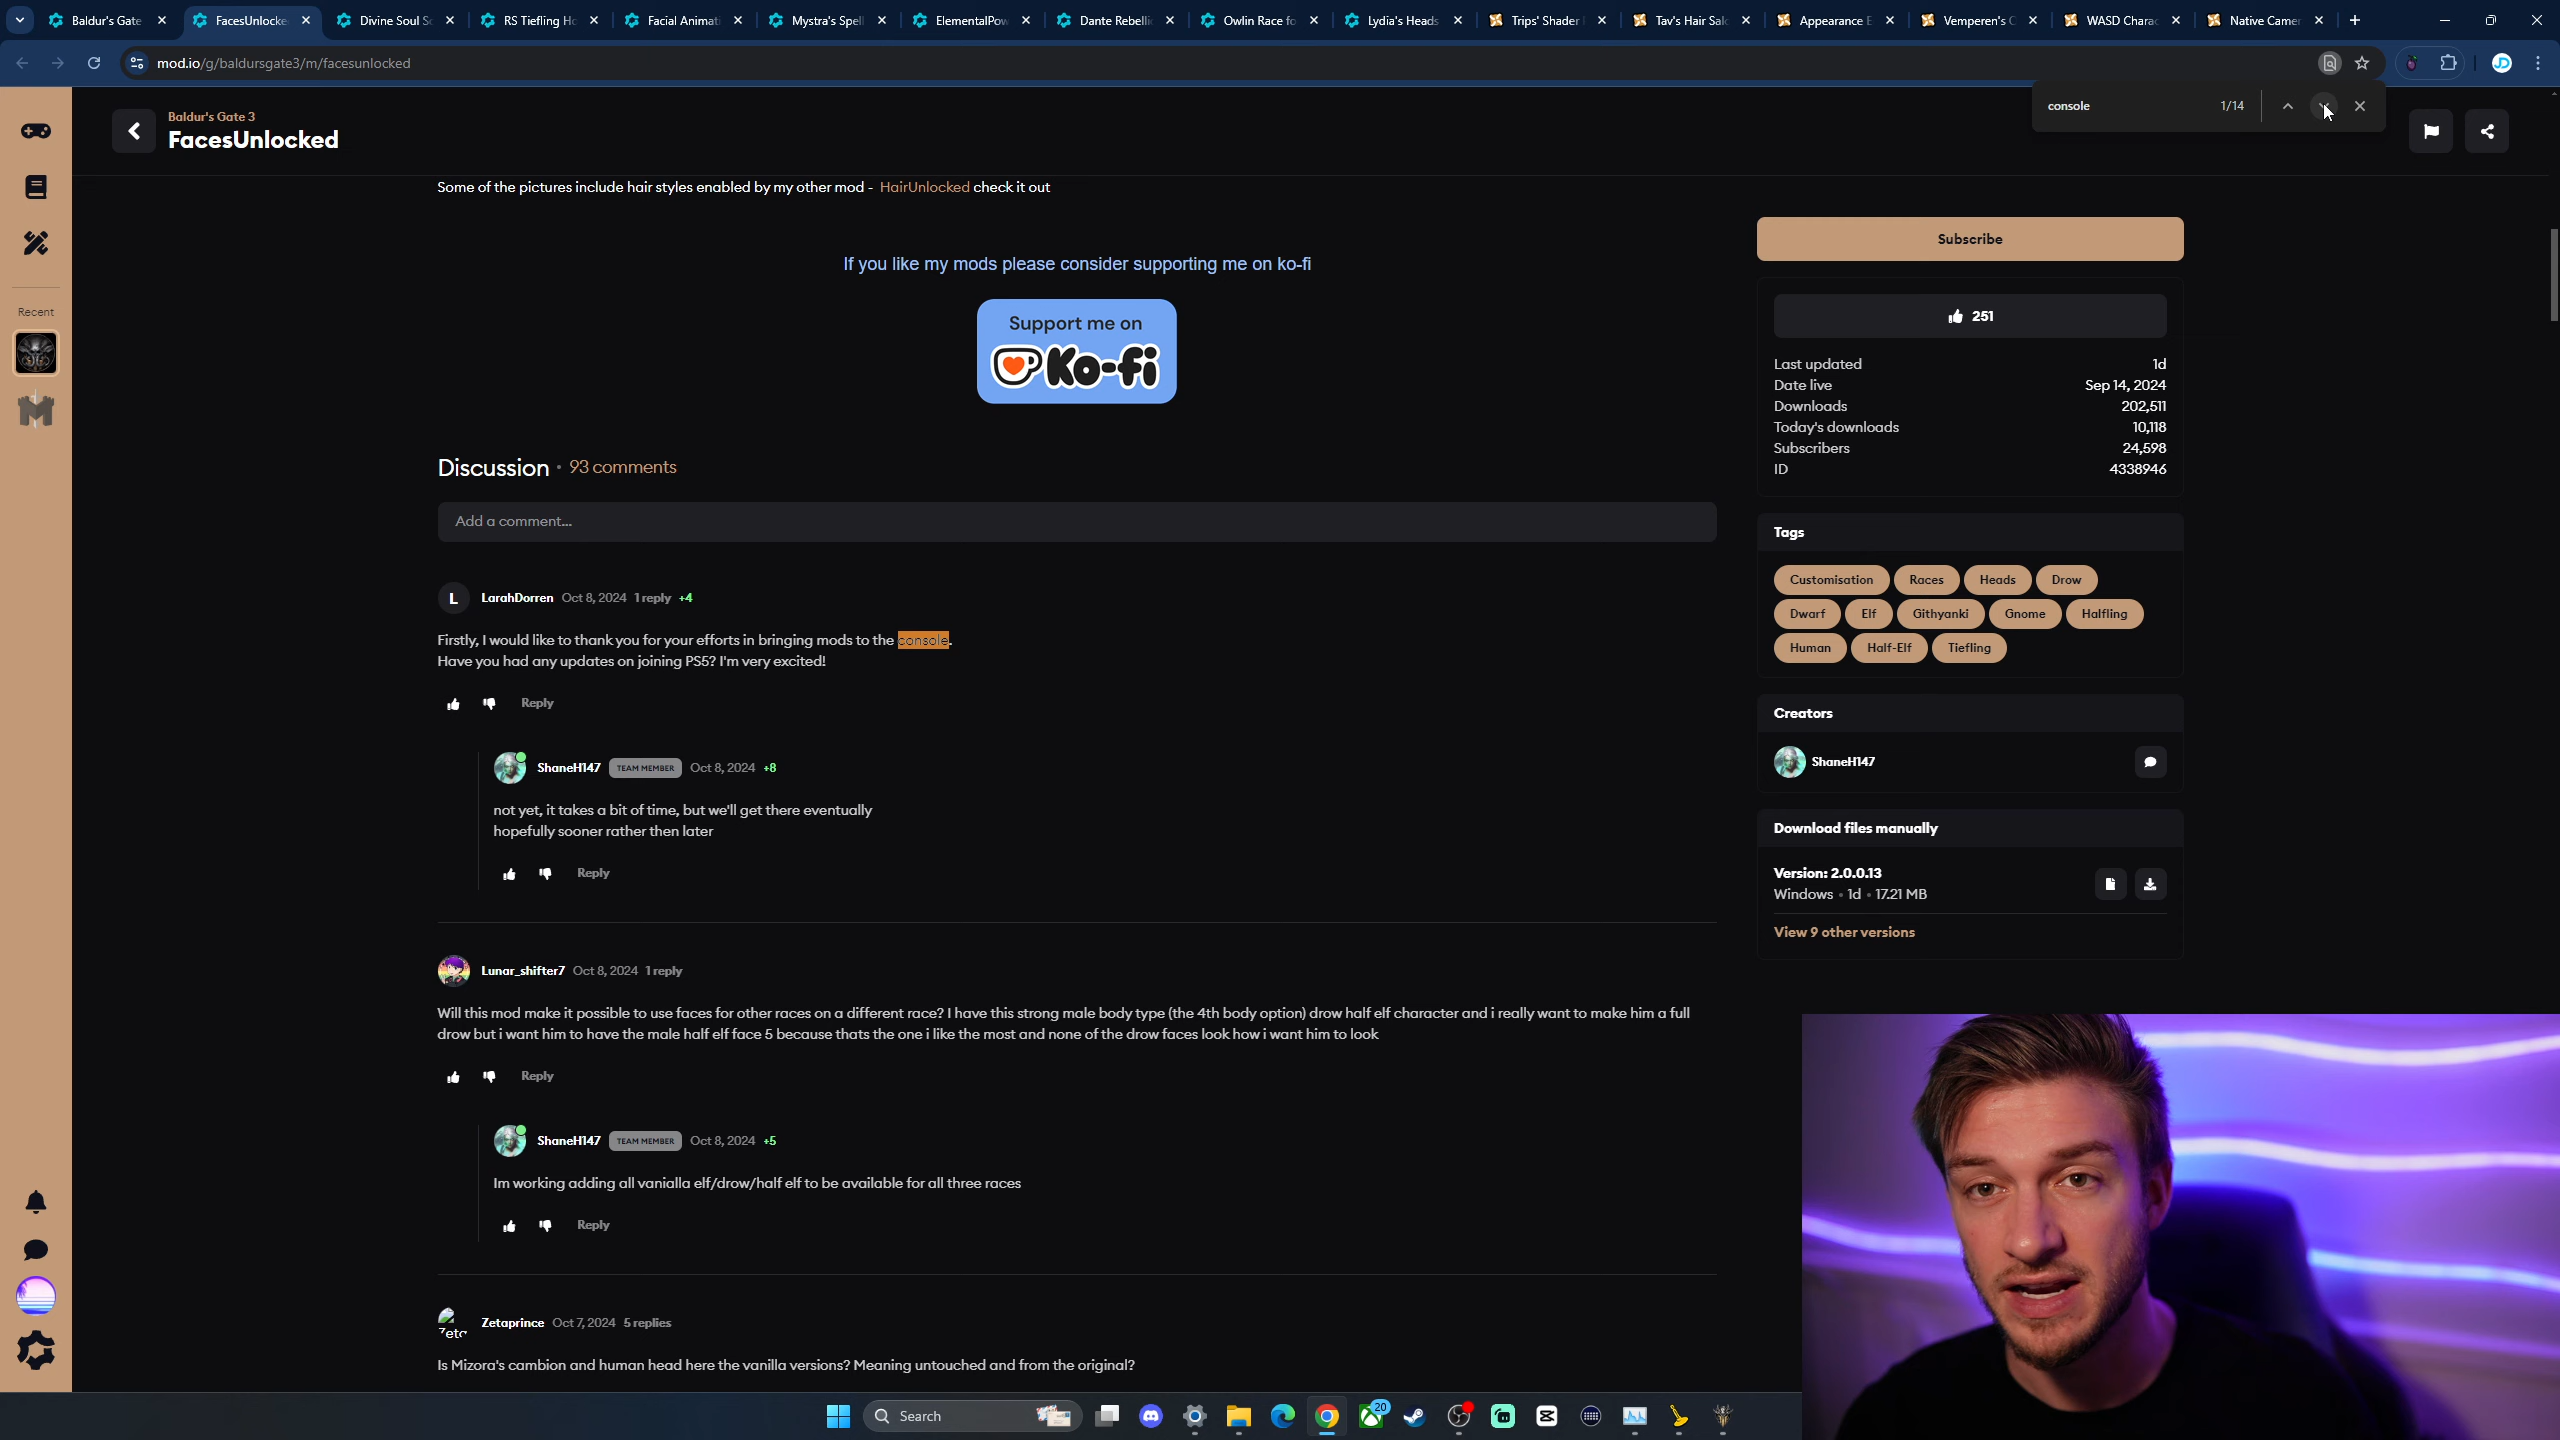 Baldur's Gate
FacesUnlocke
Divine Soul Sc
RS Tiefling Ho
Facial Animati
Mystra's Spell
ElementalPow
Dante Rebelli
Owlin Race fo
Lydia's Heads
Trips' Shader
Tav's Hair Sal
Appearance E
Vemperen's C
WASD Charac
Native Camer
mod.io/g/baldursgate3/m/facesunlocked
console 1/14
Baldur's Gate 3
FacesUnlocked
Recent
Some of the pictures include hair styles enabled by my other mod - HairUnlocked check it out
If you like my mods please consider supporting me on ko-fi
Support me on
Ko-fi
Discussion · 93 comments
Add a comment...
L LarahDorren Oct 8, 2024 1 reply +4
Firstly, I would like to thank you for your efforts in bringing mods to the console.
Have you had any updates on joining PS5? I'm very excited!
Reply
ShaneH147 TEAM MEMBER Oct 8, 2024 +8
not yet, it takes a bit of time, but we'll get there eventually
hopefully sooner rather then later
Reply
Lunar_shifter7 Oct 8, 2024 1 reply
Will this mod make it possible to use faces for other races on a different race? I have this strong male body type (the 4th body option) drow half elf character and i really want to make him a full
drow but i want him to have the male half elf face 5 because thats the one i like the most and none of the drow faces look how i want him to look
Reply
ShaneH147 TEAM MEMBER Oct 8, 2024 +5
Im working adding all vanialla elf/drow/half elf to be available for all three races
Reply
Zetaprince Oct 7, 2024 5 replies
Is Mizora's cambion and human head here the vanilla versions? Meaning untouched and from the original?
Subscribe
251
Last updated 1d
Date live Sep 14, 2024
Downloads 202,511
Today's downloads 10,118
Subscribers 24,598
ID 4338946
Tags
Customisation Races Heads Drow
Dwarf Elf Githyanki Gnome Halfling
Human Half-Elf Tiefling
Creators
ShaneH147
Download files manually
Version: 2.0.0.13
Windows • 1d • 17.21 MB
View 9 other versions
Search
20